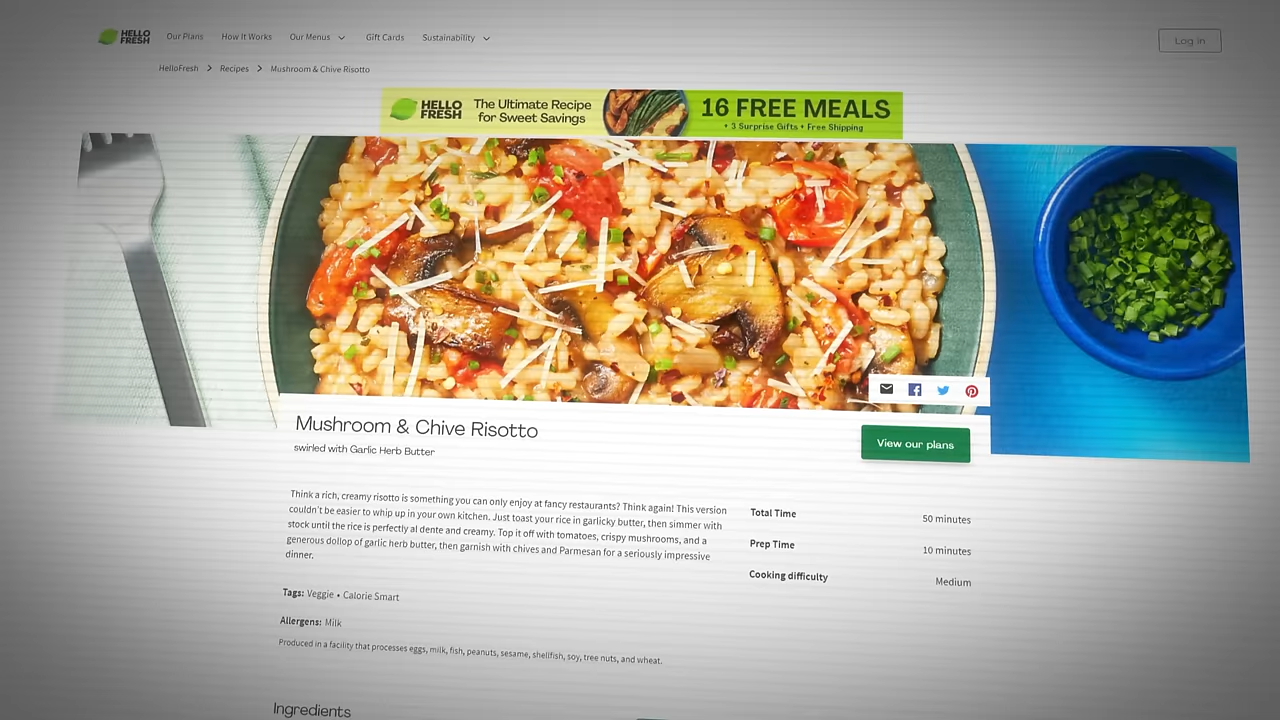 HELLO FRESH
Our Plans
How It Works
Our Menus
Gift Cards
Sustainability
Log in
HelloFresh > Recipes > Mushroom & Chive Risotto
HELLO FRESH
The Ultimate Recipe
for Sweet Savings
16 FREE MEALS
+ 3 Surprise Gifts • Free Shipping
Mushroom & Chive Risotto
swirled with Garlic Herb Butter
View our plans
Think a rich, creamy risotto is something you can only enjoy at fancy restaurants? Think again! This version
couldn't be easier to whip up in your own kitchen. Just toast your rice in garlicky butter, then simmer with
stock until the rice is perfectly al dente and creamy. Top it off with tomatoes, crispy mushrooms, and a
generous dollop of garlic herb butter, then garnish with chives and Parmesan for a seriously impressive
dinner.
Total Time 50 minutes
Prep Time 10 minutes
Cooking difficulty Medium
Tags: Veggie • Calorie Smart
Allergens: Milk
Produced in a facility that processes eggs, milk, fish, peanuts, sesame, shellfish, soy, tree nuts, and wheat.
Ingredients